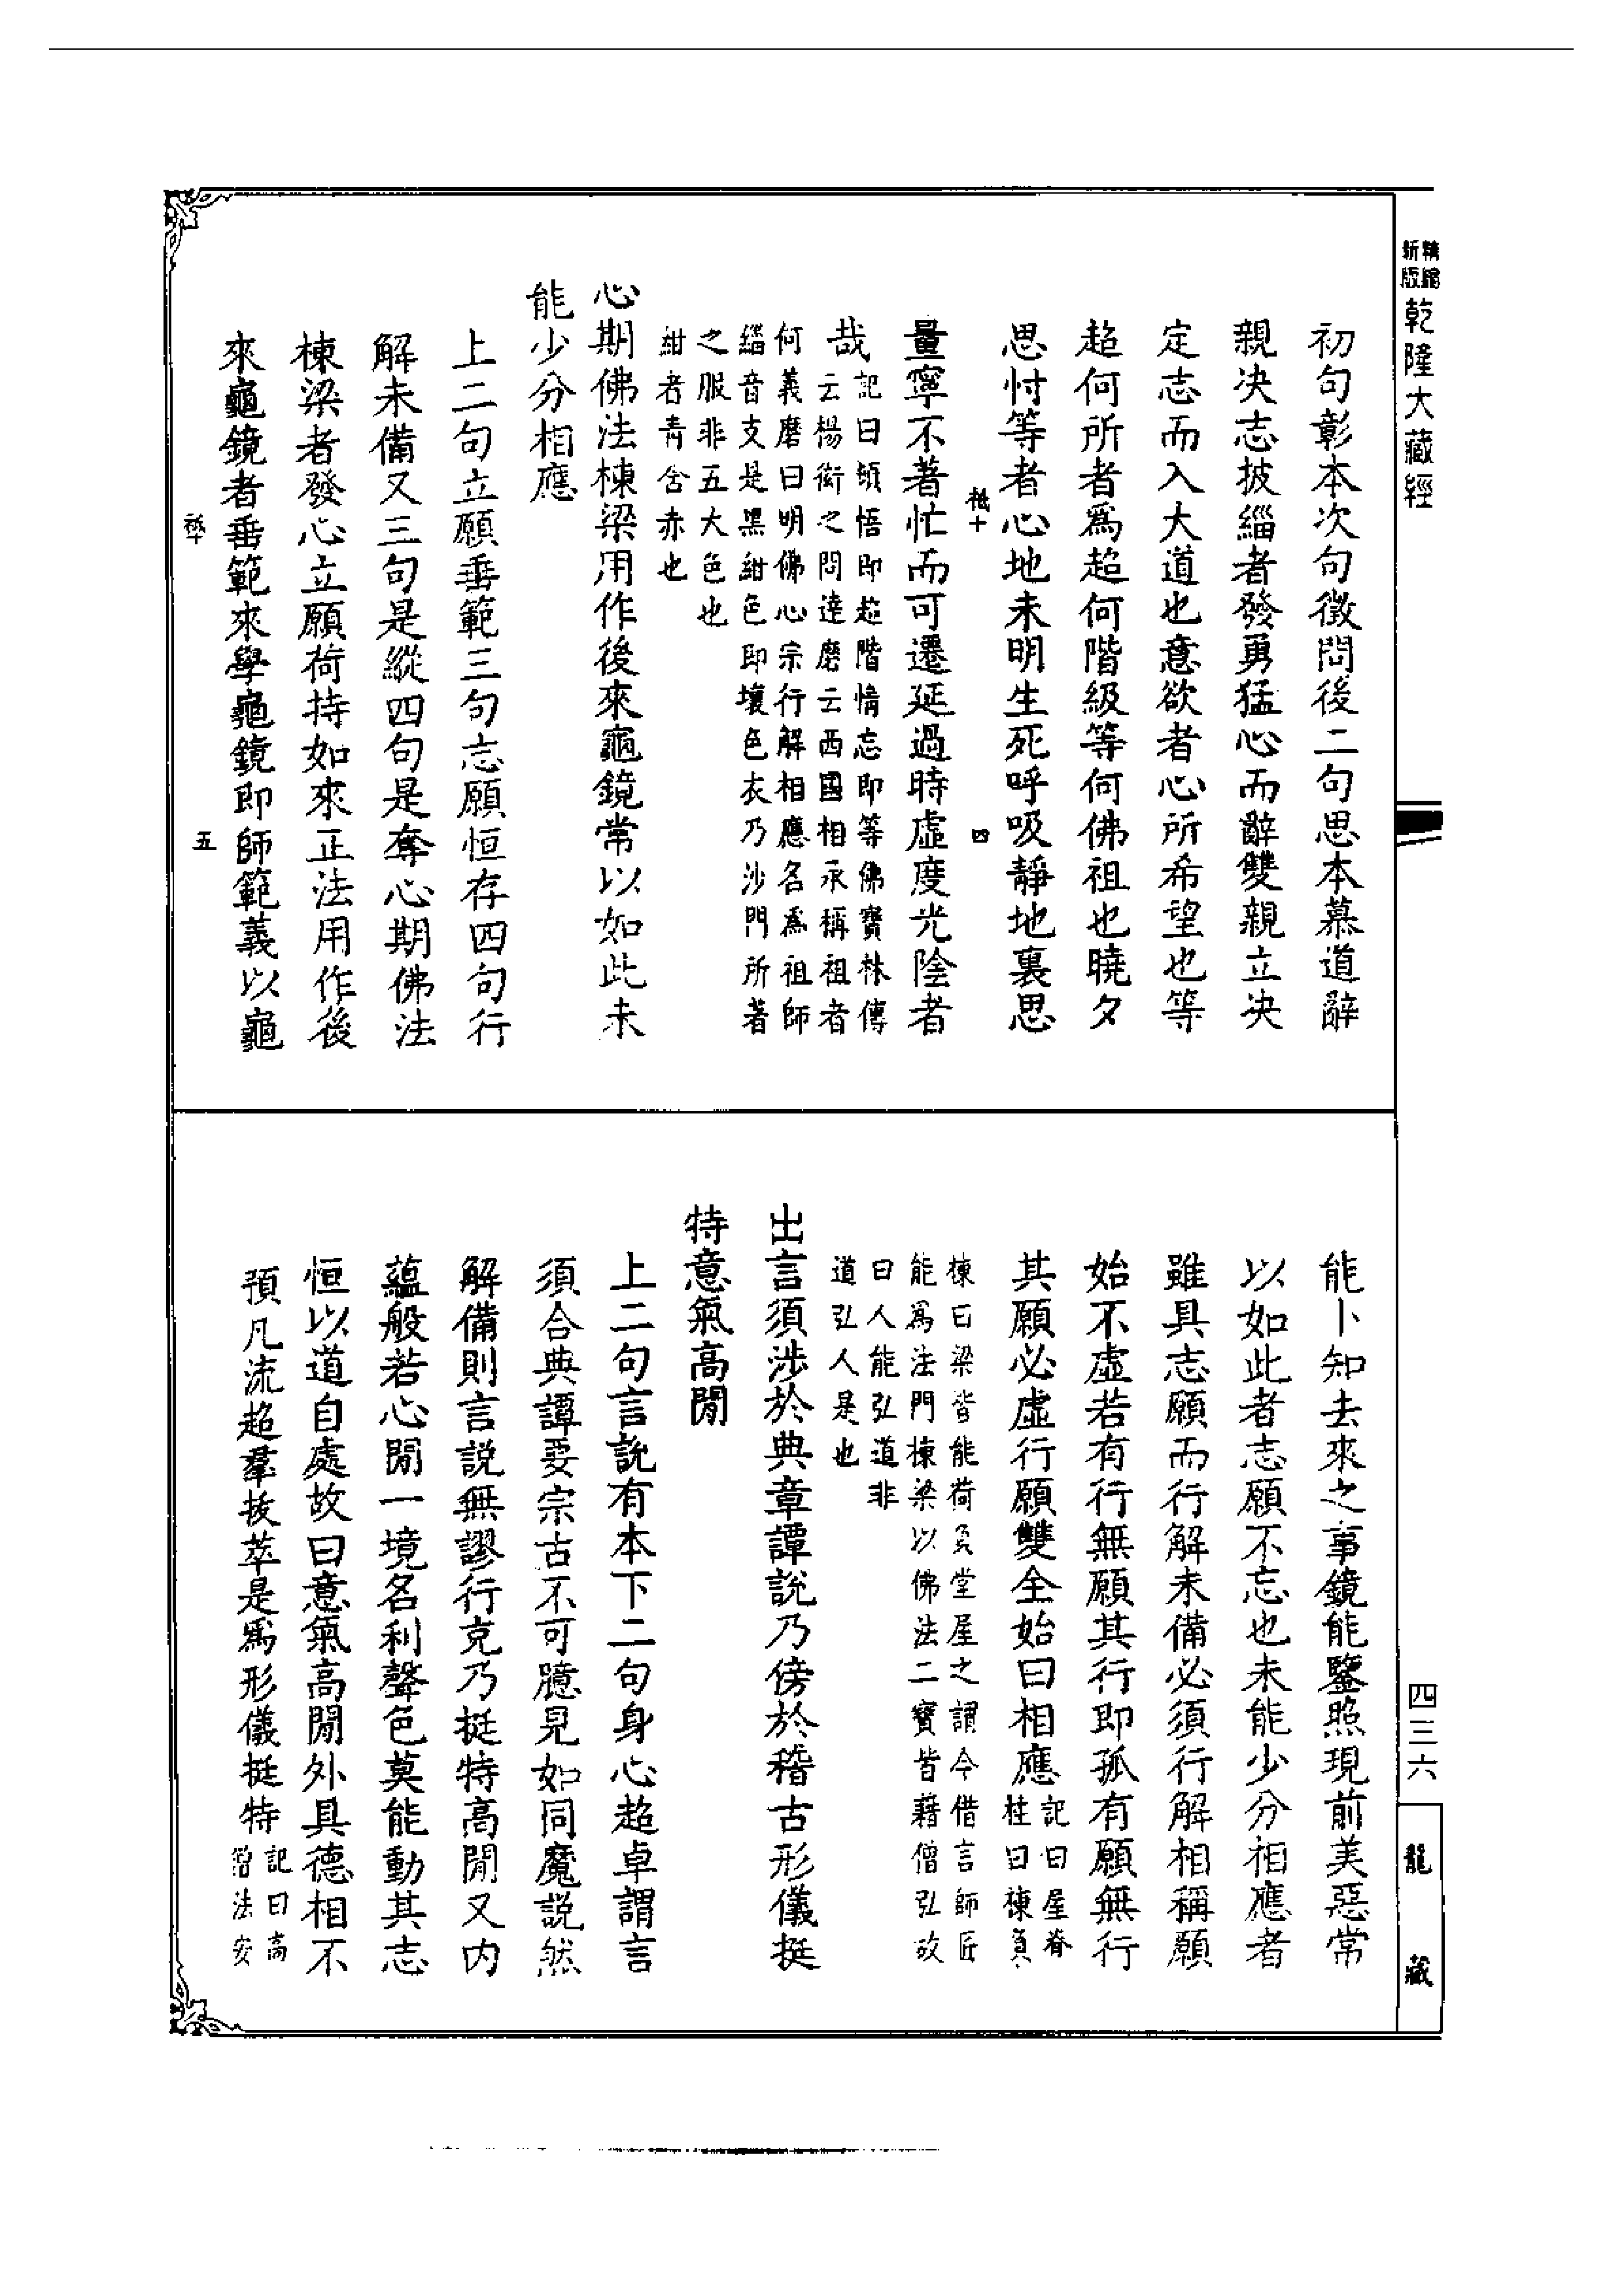 精縮
新版
乾隆大藏經
初句彰本次句徵問後二句思本慕道辭
親決志披緇者發勇猛心而辭雙親立决
定志而入大道也意欲者心所希望也等
超何所者爲超何階級等何佛祖也曉夕
思忖等者心地未明生死呼吸靜地裏思
四
量寧不著忙而可遷延過時虛度光陰者
哉
記曰頓悟即超階情忘即等佛寶林傳
云楊衒之問達磨云西國相承稱祖者
何義磨曰明佛心宗行解相應名爲祖師
緇音支是黑紺色即壞色衣乃沙門所著
之服非五大色也
紺者青含赤也
心期佛法棟梁用作後來龜鏡常以如此未
能少分相應
上二句立願垂範三句志願恒存四句行
解未備又三句是縱四句是奪心期佛法
棟梁者發心立願荷持如來正法用作後
來龜鏡者垂範來學龜鏡即師範義以龜
五
能卜知去來之事鏡能鑒照現前美惡常
以如此者志願不忘也未能少分相應者
雖具志願而行解未備必須行解相稱願
始不虛若有行無願其行即孤有願無行
其願必虛行願雙全始曰相應
記曰屋脊
柱曰棟負
棟曰梁皆能荷負堂屋之謂今借言師匠
能爲法門棟梁以佛法二寳皆藉僧弘故
曰人能弘道非
道弘人是也
出言須涉於典章譚說乃傍於稽古形儀挺
特意氣高閒
上二句言說有本下二句身心超卓謂言
須合典譚要宗古不可臆見如同魔說然
解備則言說無謬行克乃挺特高閒又內
蘊般若心閒一境名利聲色莫能動其志
恒以道自處故曰意氣高閒外具德相不
預凡流超羣拔萃是爲形儀挺特
記曰高
僧法安
四三六
龍藏